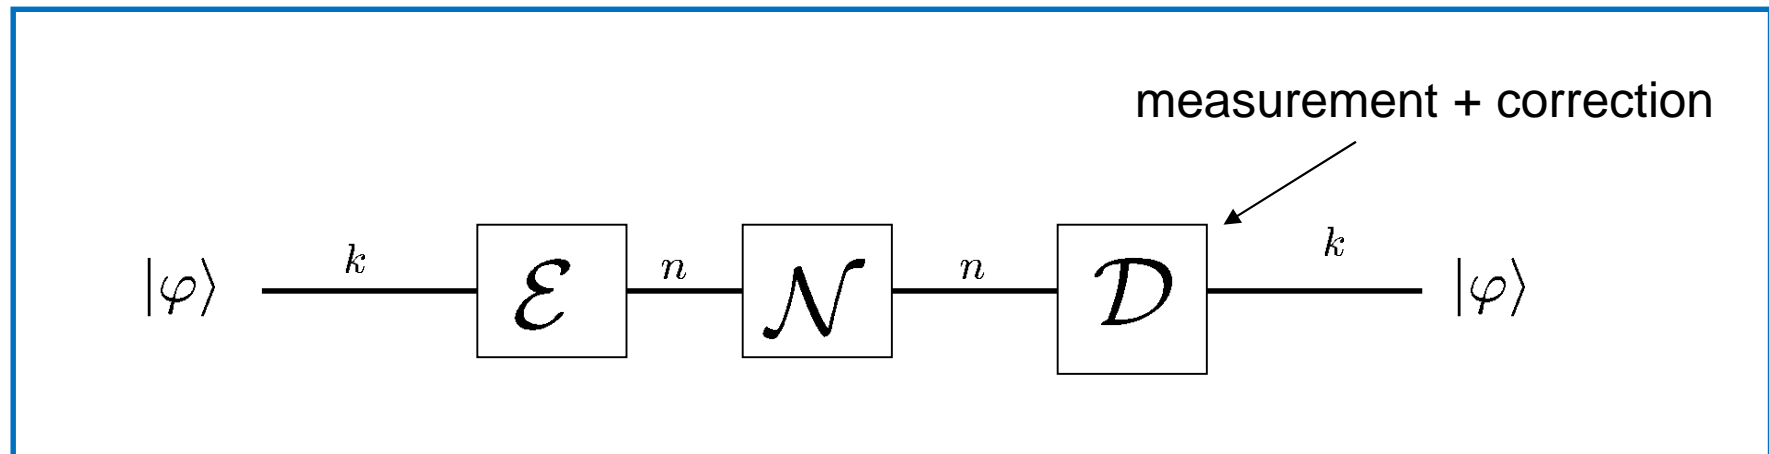 measurement + correction
k n n k
|φ⟩ ℰ 𝒩 𝒟 |φ⟩